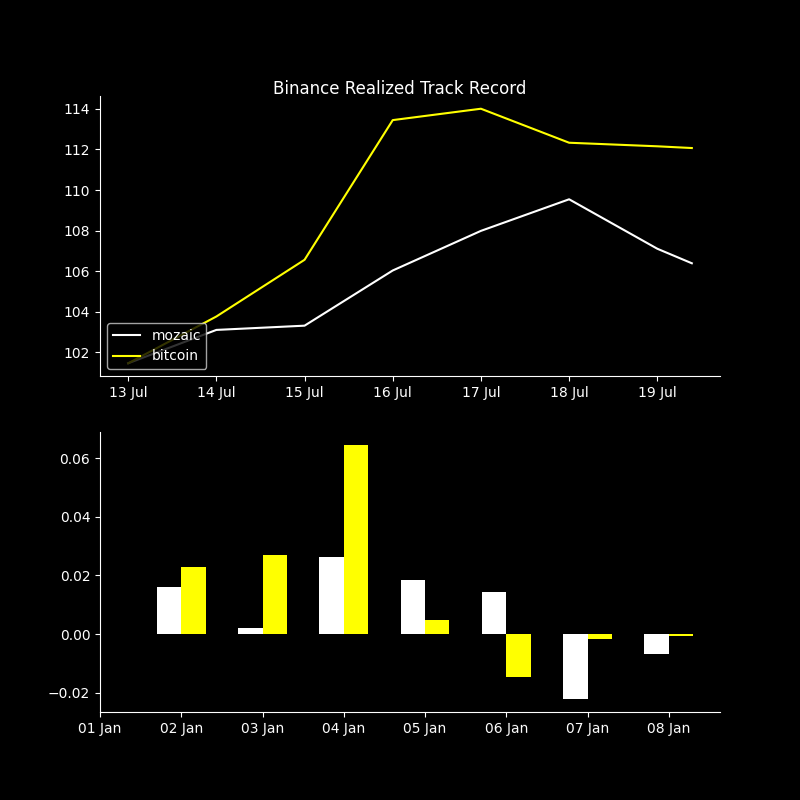 Binance Realized Track Record
114
112
110
108
106
104
102
mozaic
bitcoin
13 Jul 14 Jul 15 Jul 16 Jul 17 Jul 18 Jul 19 Jul
0.06
0.04
0.02
0.00
−0.02
01 Jan 02 Jan 03 Jan 04 Jan 05 Jan 06 Jan 07 Jan 08 Jan